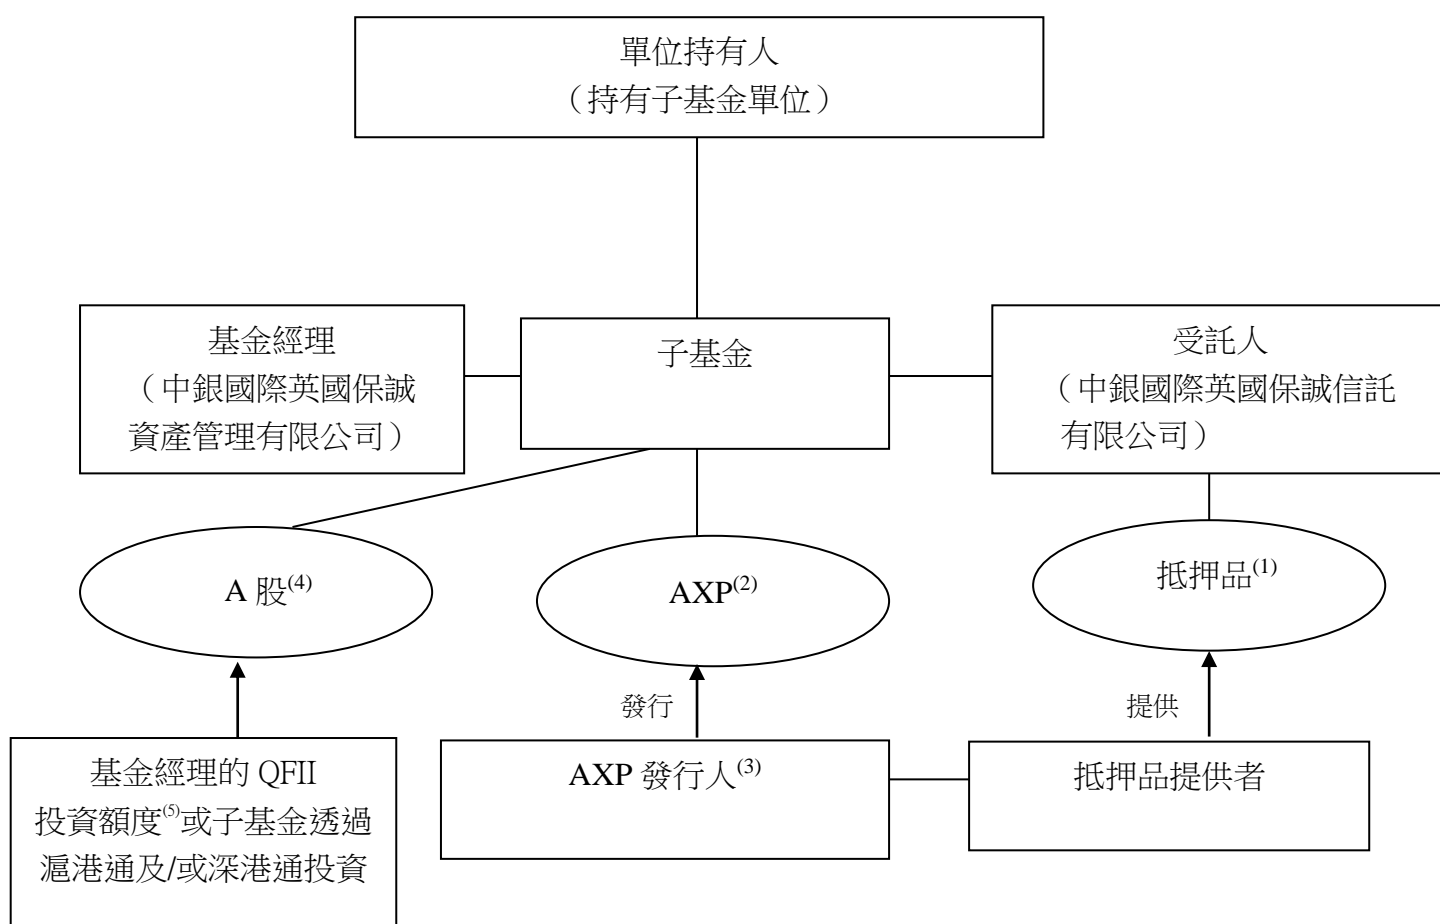 單位持有人
（持有子基金單位）
基金經理
（中銀國際英國保誠
資產管理有限公司）
子基金
受託人
（中銀國際英國保誠信託
有限公司）
A 股(4)
AXP(2)
抵押品(1)
發行
提供
基金經理的 QFII
投資額度(5)或子基金透過
滬港通及/或深港通投資
AXP 發行人(3)
抵押品提供者